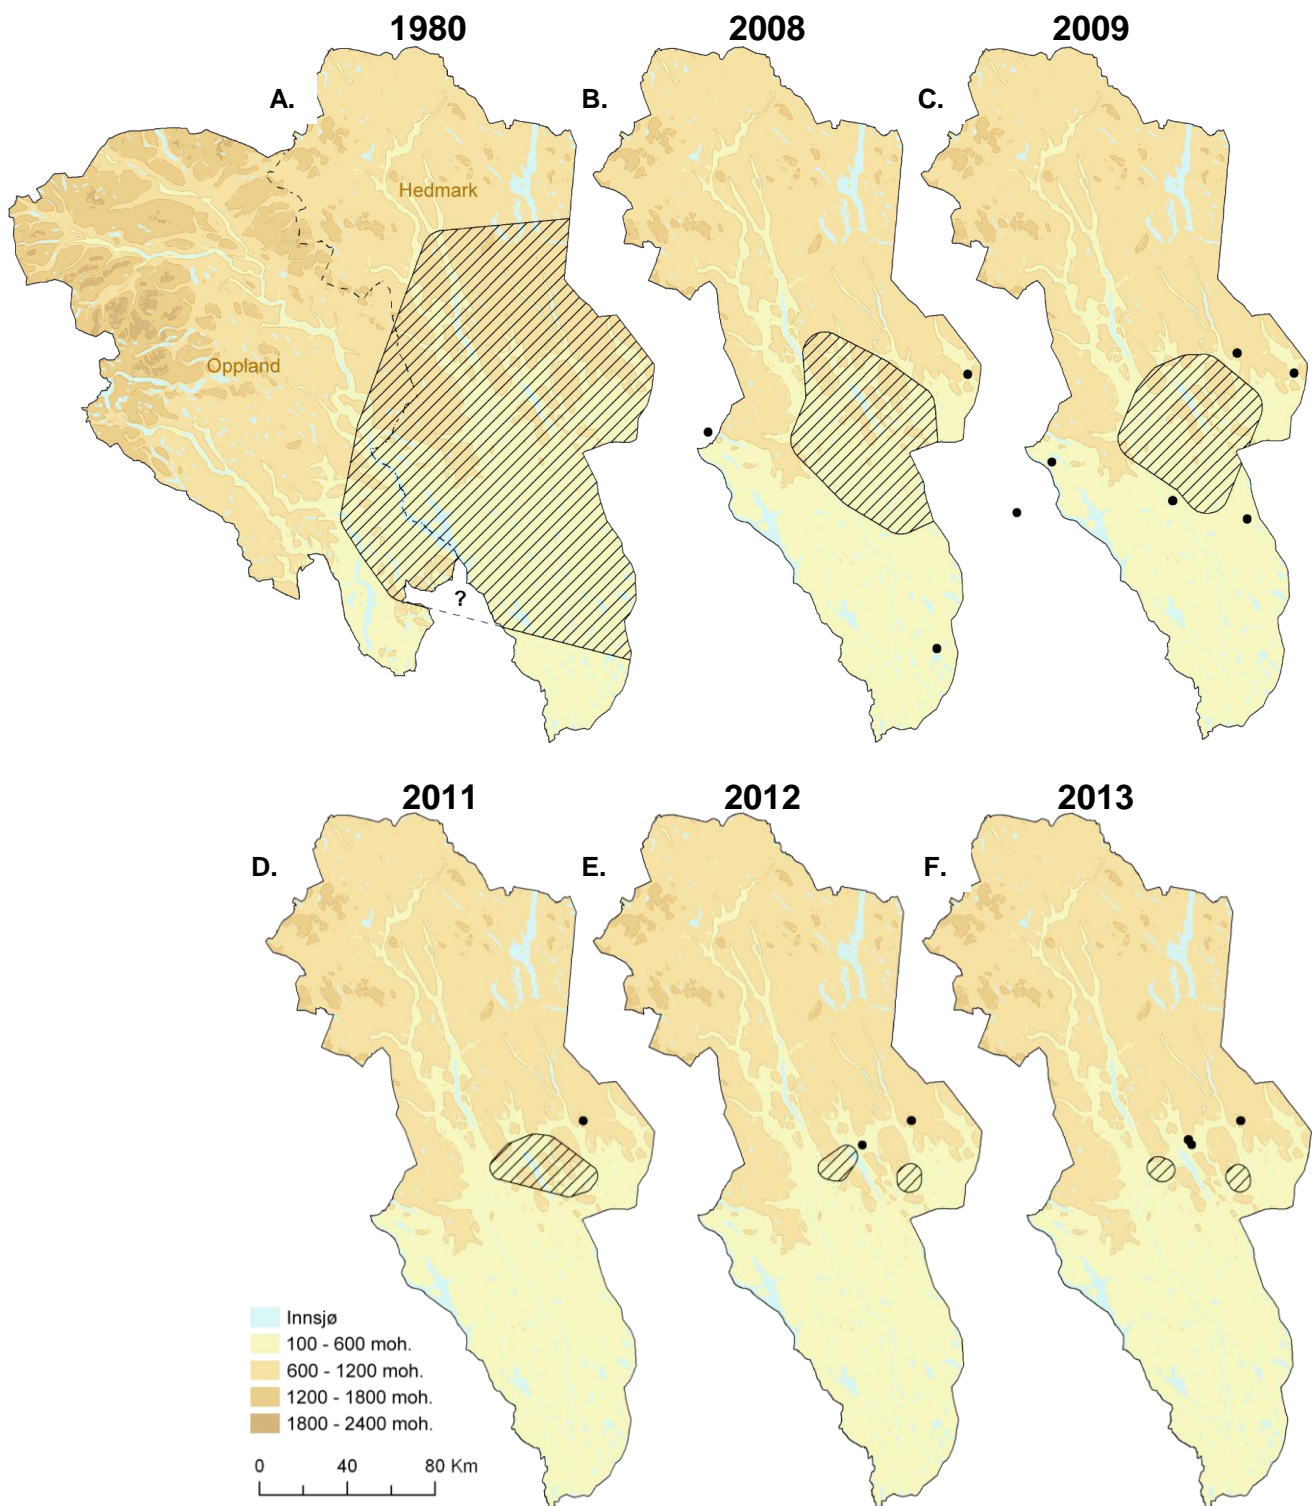 1980
2008
2009
A.
B.
C.
Hedmark
Oppland
?
2011
2012
2013
D.
E.
F.
Innsjø
100 - 600 moh.
600 - 1200 moh.
1200 - 1800 moh.
1800 - 2400 moh.
0 40 80 Km